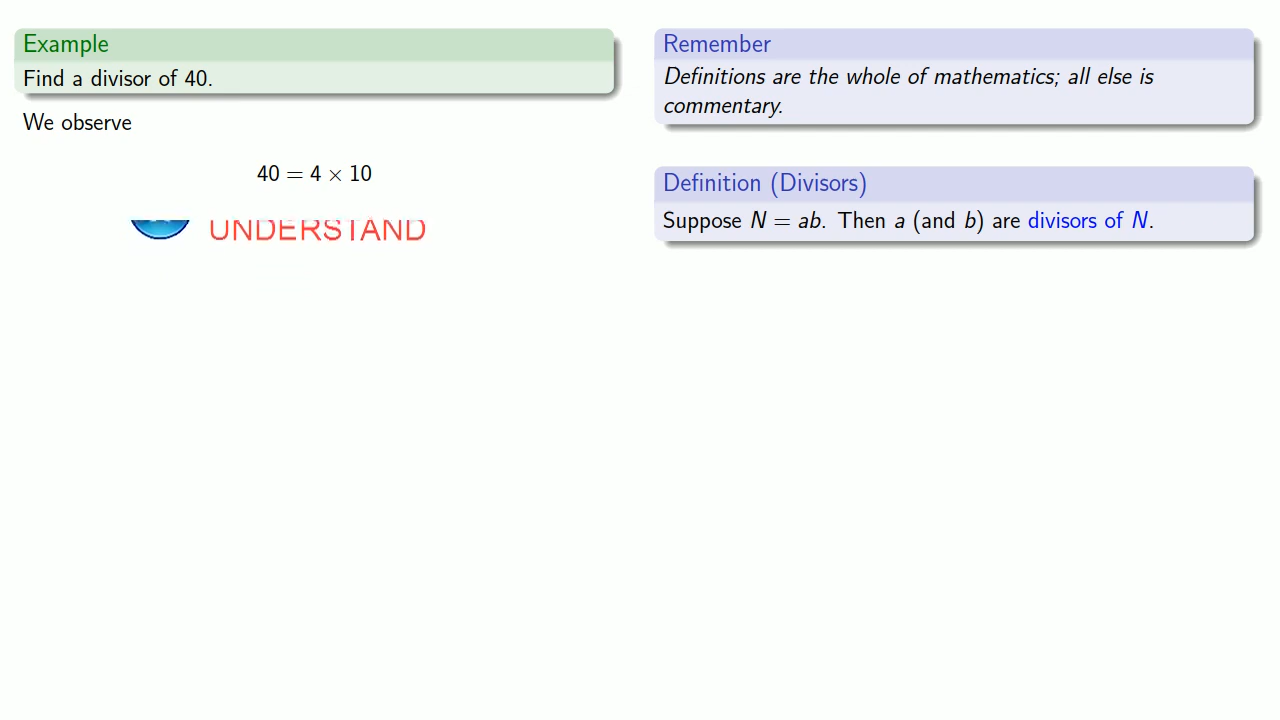 Example
Find a divisor of 40.
We observe
40 = 4 × 10
UNDERSTAND
Remember
Definitions are the whole of mathematics; all else is
commentary.
Definition (Divisors)
Suppose N = ab. Then a (and b) are divisors of N.